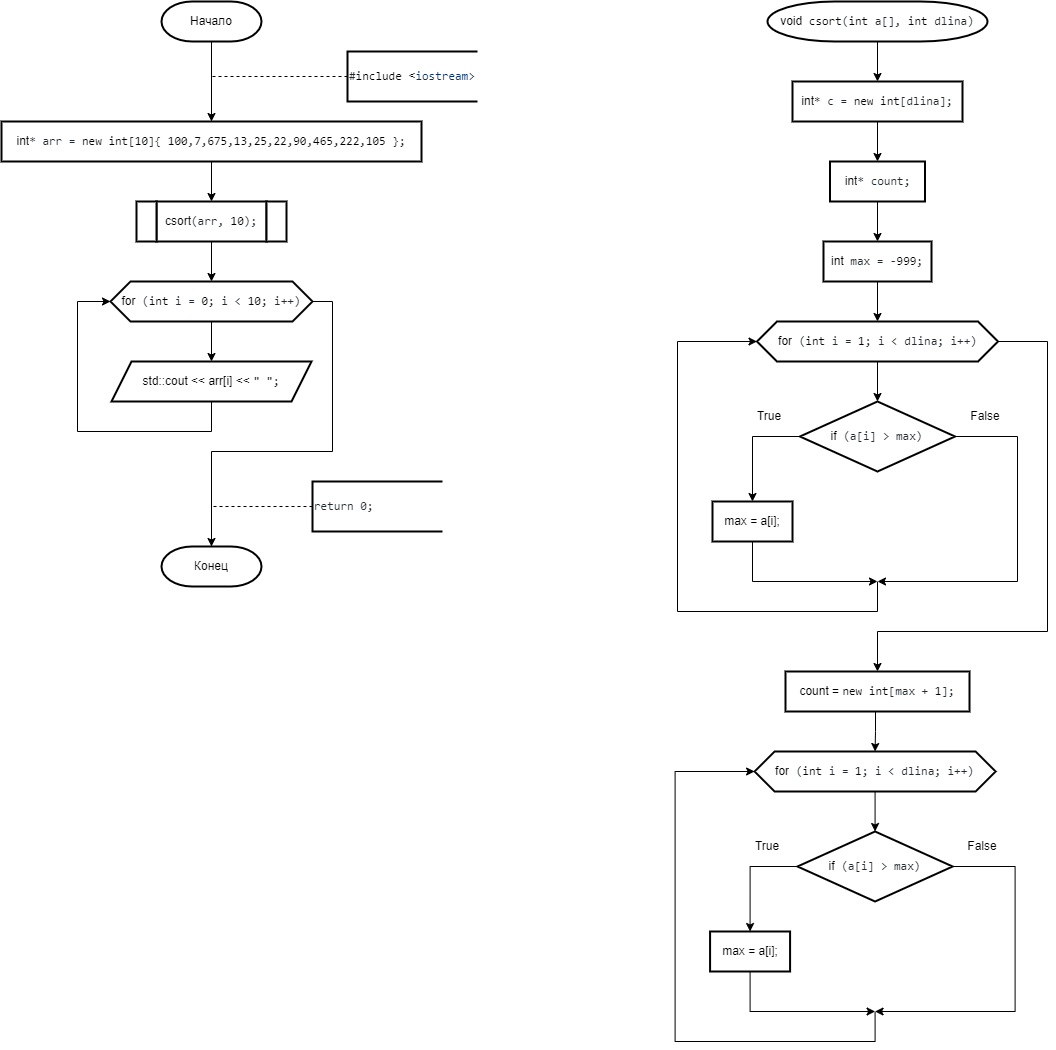 Начало
#include <iostream>
int* arr = new int[10]{ 100,7,675,13,25,22,90,465,222,105 };
csort(arr, 10);
for (int i = 0; i < 10; i++)
std::cout << arr[i] << " ";
return 0;
Конец
void csort(int a[], int dlina)
int* c = new int[dlina];
int* count;
int max = -999;
for (int i = 1; i < dlina; i++)
True
False
if (a[i] > max)
max = a[i];
count = new int[max + 1];
for (int i = 1; i < dlina; i++)
True
False
if (a[i] > max)
max = a[i];